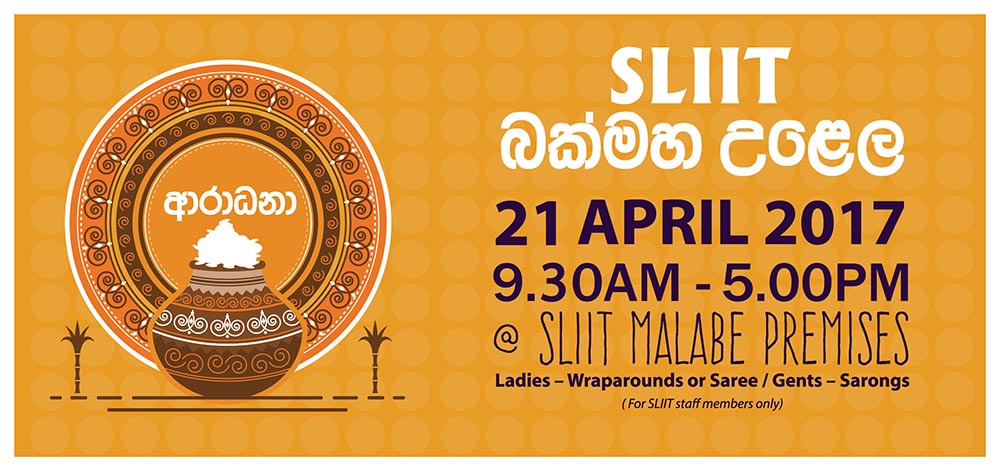 ආරාධනා
SLIIT
බක්මහ උළෙල
21 APRIL 2017
9.30AM - 5.00PM
@ SLIIT MALABE PREMISES
Ladies – Wraparounds or Saree / Gents – Sarongs
( For SLIIT staff members only)